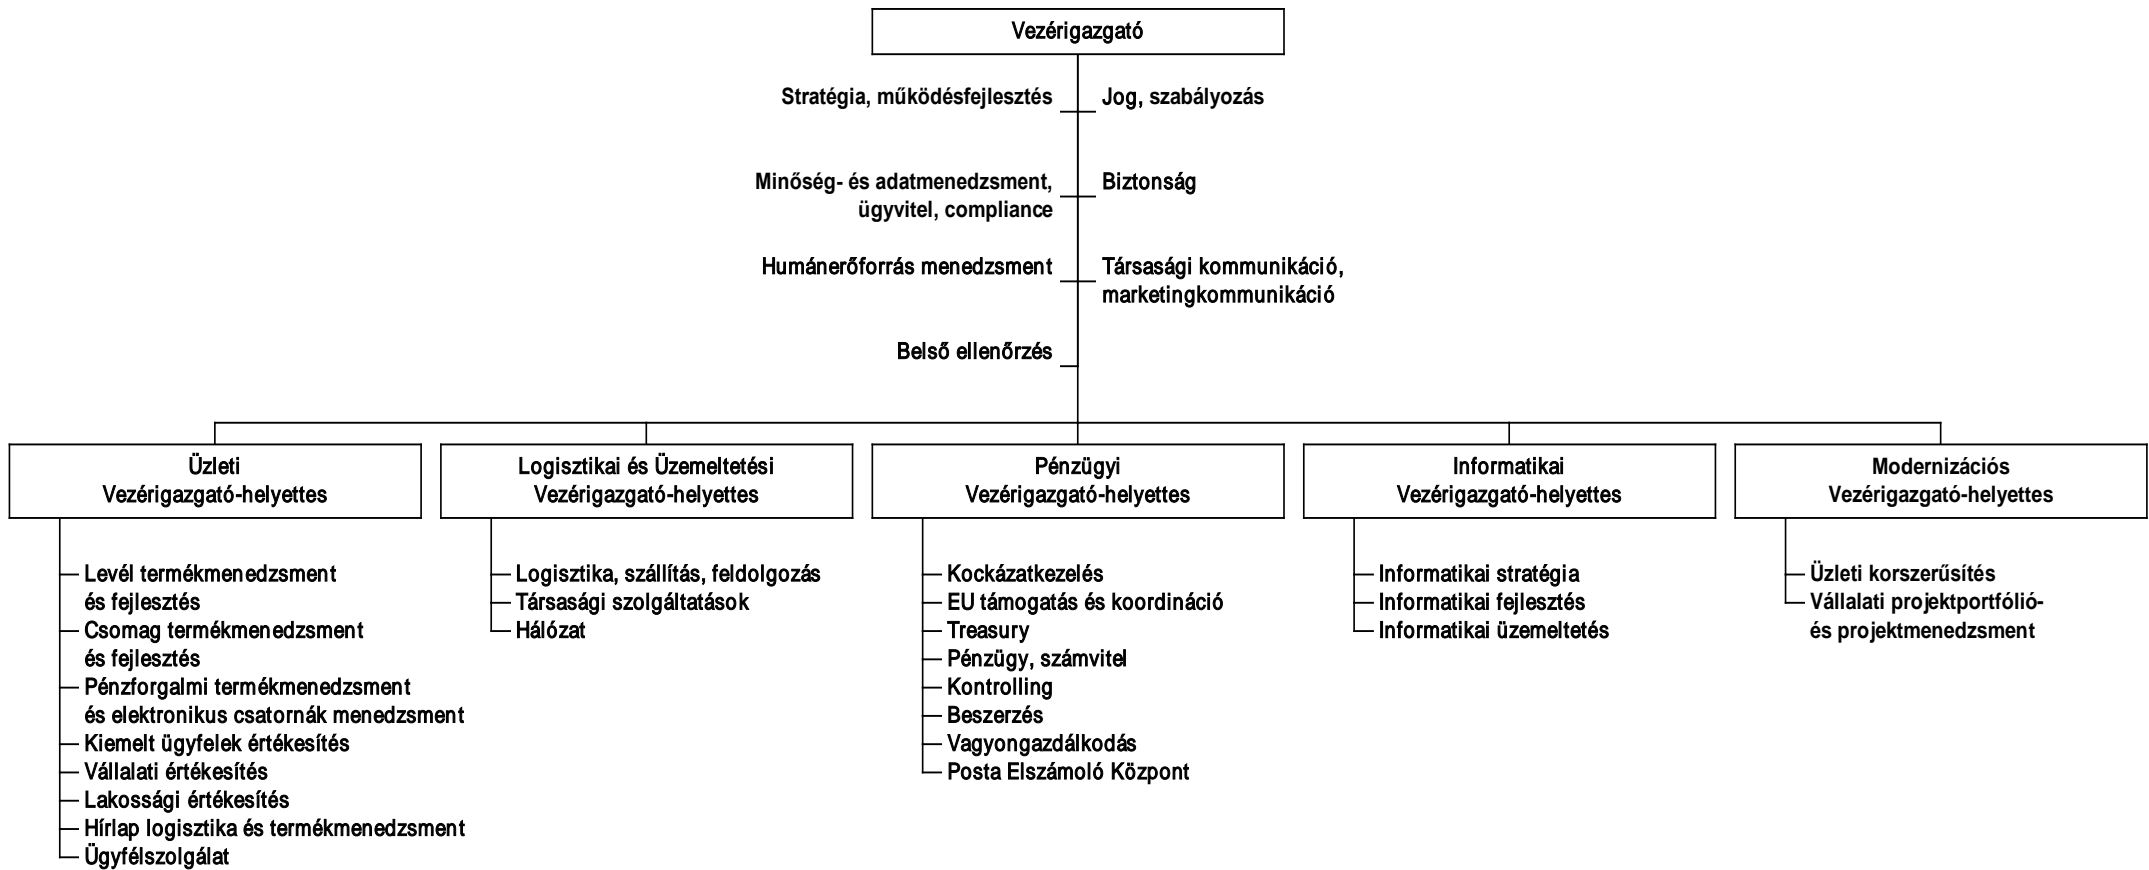 Vezérigazgató
Stratégia, működésfejlesztés
Jog, szabályozás
Minőség- és adatmenedzsment,
ügyvitel, compliance
Biztonság
Humánerőforrás menedzsment
Társasági kommunikáció,
marketingkommunikáció
Belső ellenőrzés
Üzleti
Vezérigazgató-helyettes
Levél termékmenedzsment
és fejlesztés
Csomag termékmenedzsment
és fejlesztés
Pénzforgalmi termékmenedzsment
és elektronikus csatornák menedzsment
Kiemelt ügyfelek értékesítés
Vállalati értékesítés
Lakossági értékesítés
Hírlap logisztika és termékmenedzsment
Ügyfélszolgálat
Logisztikai és Üzemeltetési
Vezérigazgató-helyettes
Logisztika, szállítás, feldolgozás
Társasági szolgáltatások
Hálózat
Pénzügyi
Vezérigazgató-helyettes
Kockázatkezelés
EU támogatás és koordináció
Treasury
Pénzügy, számvitel
Kontrolling
Beszerzés
Vagyongazdálkodás
Posta Elszámoló Központ
Informatikai
Vezérigazgató-helyettes
Informatikai stratégia
Informatikai fejlesztés
Informatikai üzemeltetés
Modernizációs
Vezérigazgató-helyettes
Üzleti korszerűsítés
Vállalati projektportfólió-
és projektmenedzsment